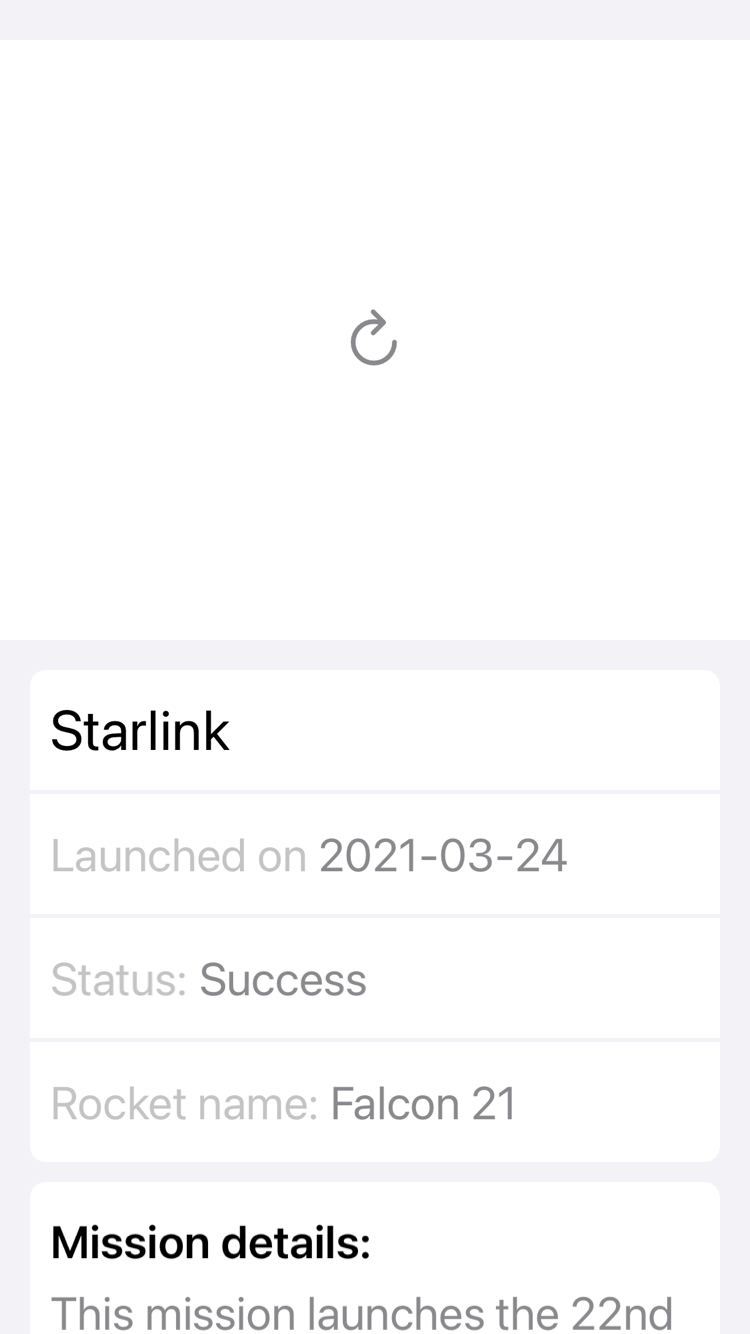 Starlink
Launched on 2021-03-24
Status: Success
Rocket name: Falcon 21
Mission details:
This mission launches the 22nd